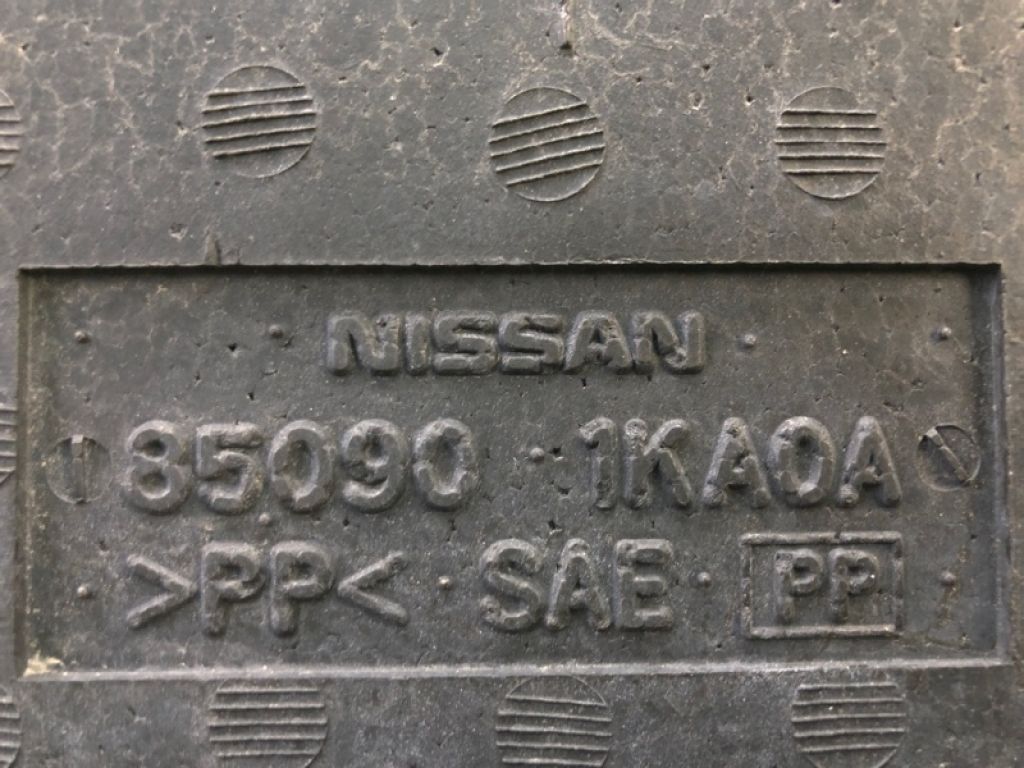 NISSAN
85090 1KA0A
>PP< SAE PP